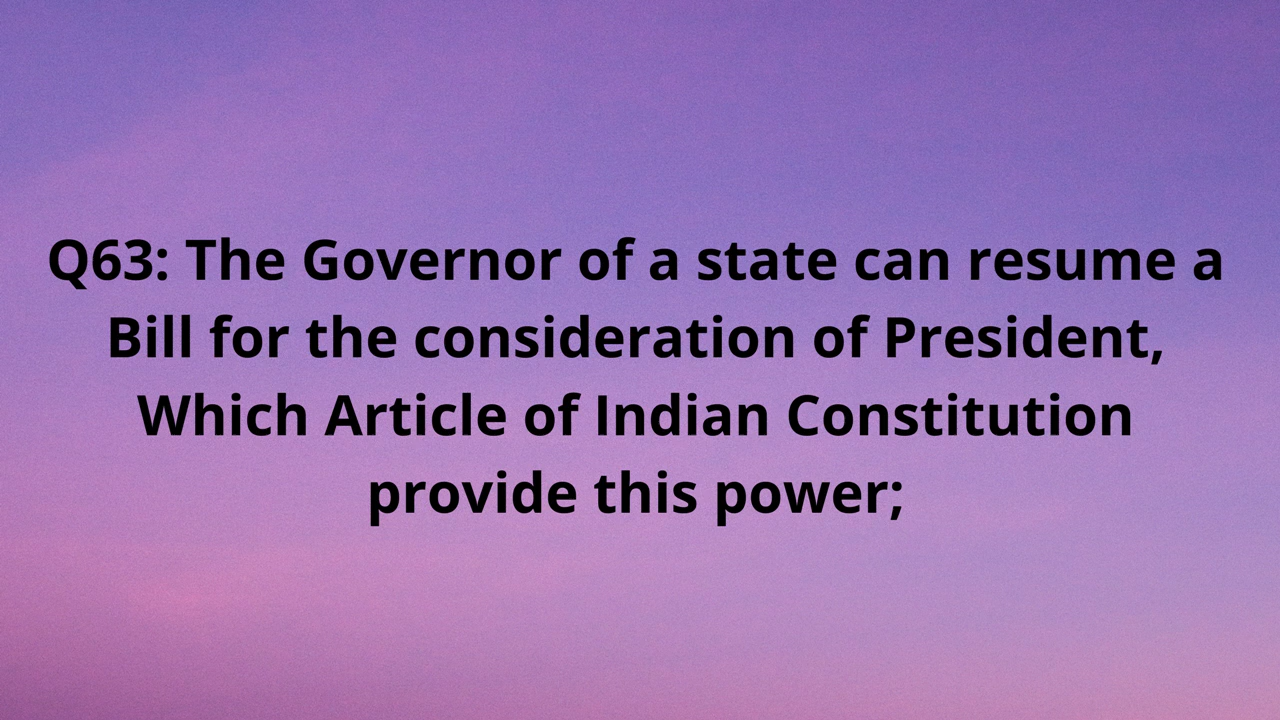 Q63: The Governor of a state can resume a
Bill for the consideration of President,
Which Article of Indian Constitution
provide this power;